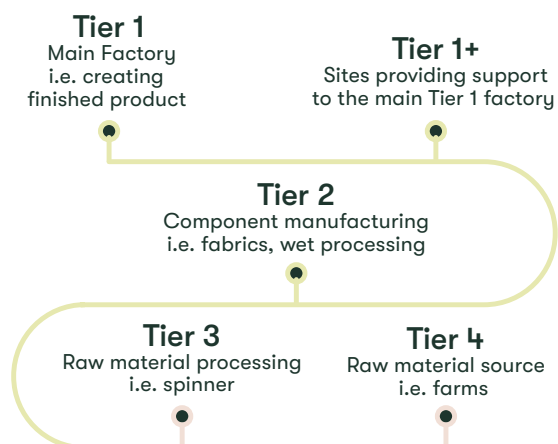 Tier 1
Main Factory
i.e. creating
finished product
Tier 1+
Sites providing support
to the main Tier 1 factory
Tier 2
Component manufacturing
i.e. fabrics, wet processing
Tier 3
Raw material processing
i.e. spinner
Tier 4
Raw material source
i.e. farms